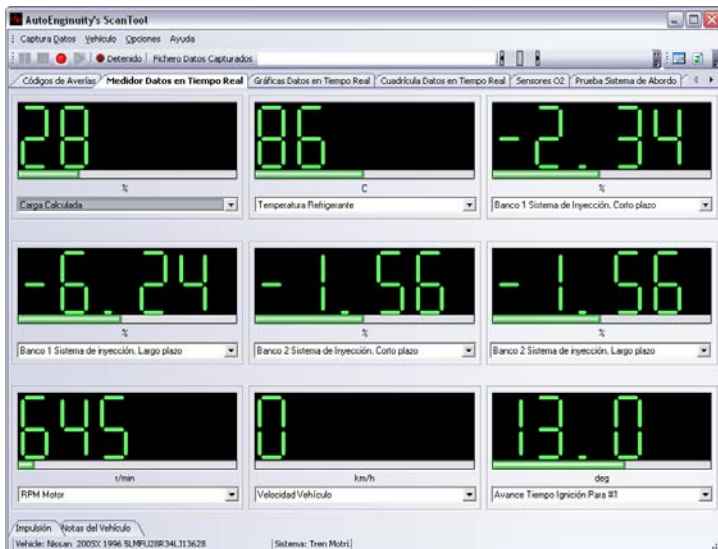 AutoEnginuity's ScanTool
Captura Datos Vehículo Opciones Ayuda
Detenido Fichero Datos Capturados
Códigos de Averías Medidor Datos en Tiempo Real Gráficas Datos en Tiempo Real Cuadrícula Datos en Tiempo Real Sensores O2 Prueba Sistema de Abordo
28 86 -2.34
% C %
Carga Calculada Temperatura Refrigerante Banco 1 Sistema de Inyección, Corto plazo
-6.24 -1.56 -1.56
% % %
Banco 1 Sistema de inyección, Largo plazo Banco 2 Sistema de Inyección, Corto plazo Banco 2 Sistema de inyección, Largo plazo
645 0 13.0
r/min km/h deg
RPM Motor Velocidad Vehículo Avance Tiempo Ignición Para #1
Impulsión Notas del Vehículo
Vehicle: Nissan 200SX 1996 5LMFU28R34LJ13628 Sistema: Tren Motri